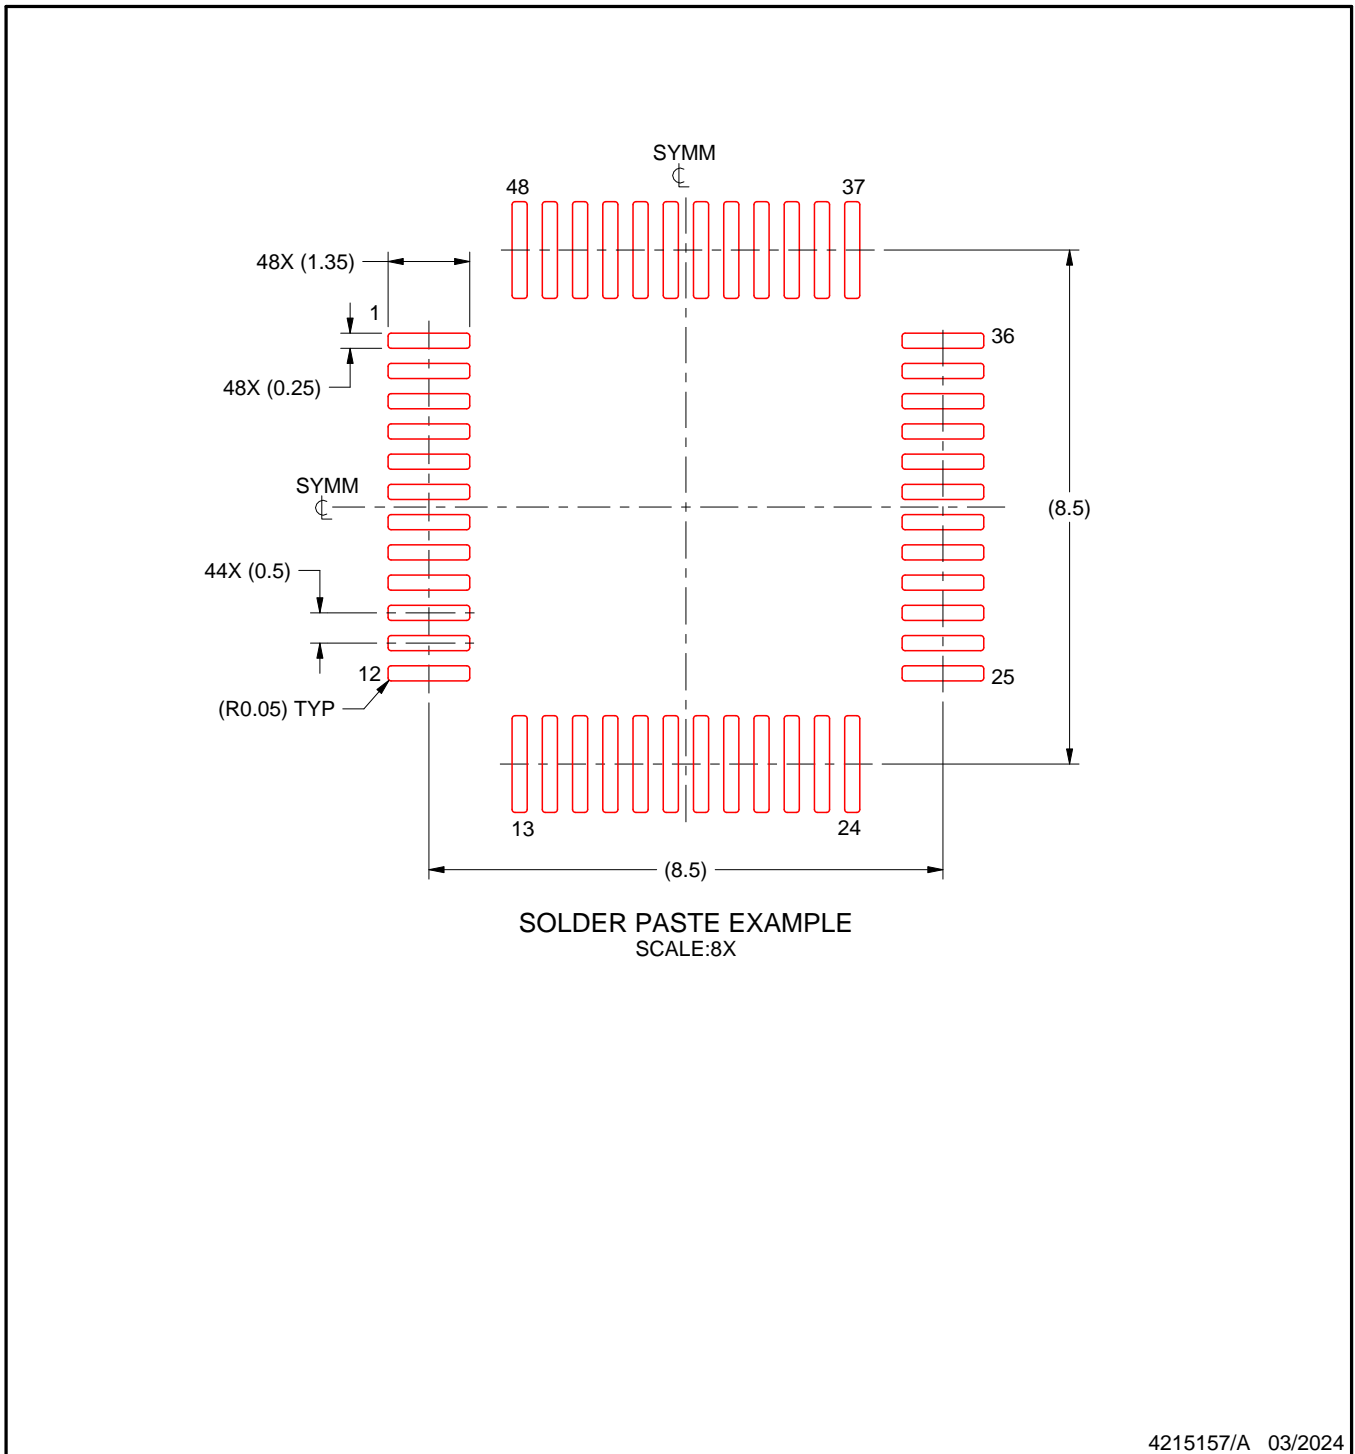 SYMM
48
37
48X (1.35)
1
36
48X (0.25)
SYMM
(8.5)
44X (0.5)
12
25
(R0.05) TYP
13
24
(8.5)
SOLDER PASTE EXAMPLE
SCALE:8X
4215157/A 03/2024